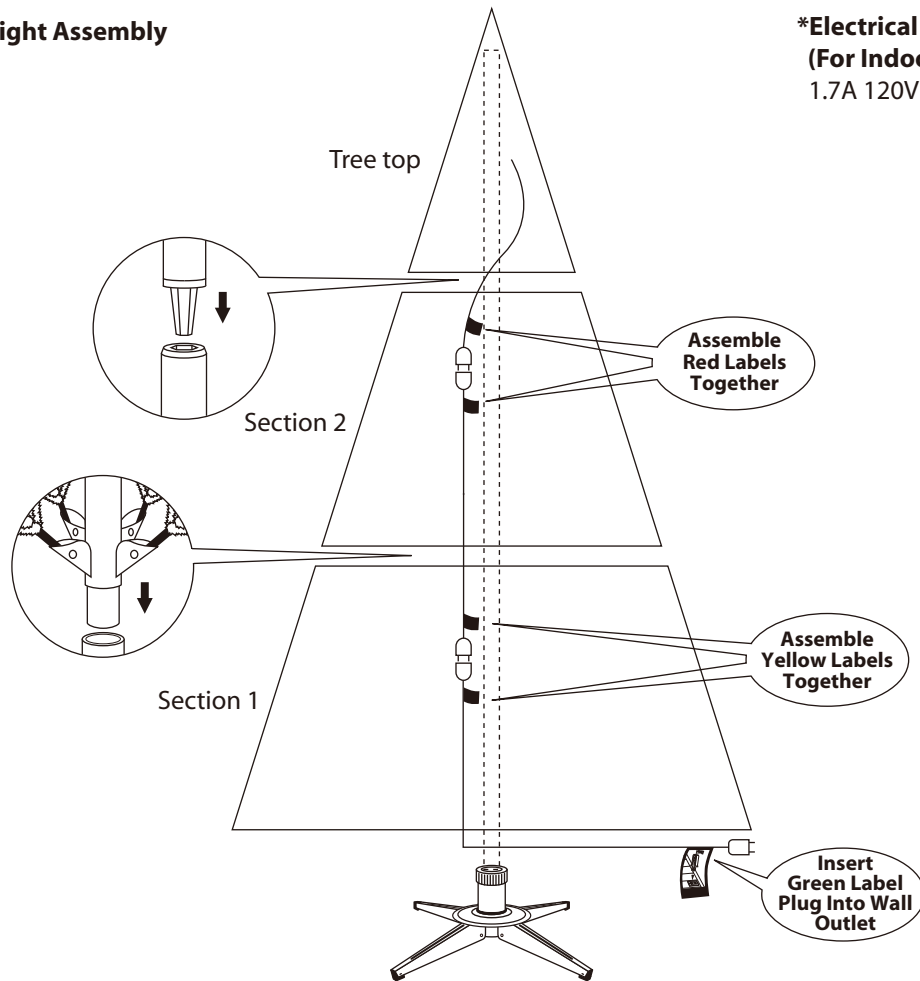 ight Assembly
*Electrical
(For Indoo
1.7A 120V
Tree top
Assemble
Red Labels
Together
Section 2
Assemble
Yellow Labels
Together
Section 1
Insert
Green Label
Plug Into Wall
Outlet